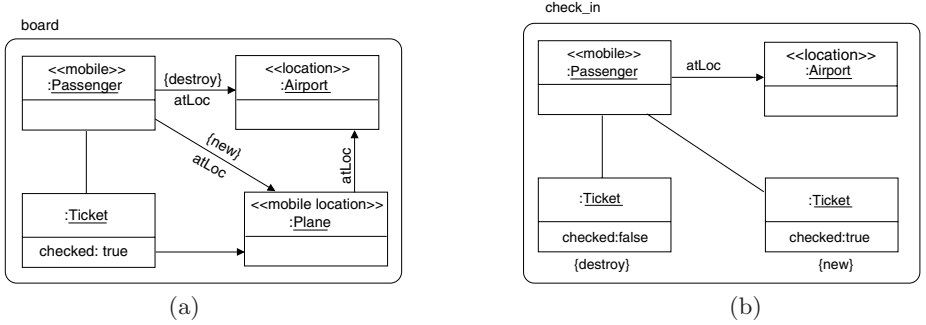 board
<<mobile>>
:Passenger
{destroy}
atLoc
<<location>>
:Airport
{new}
atLoc
atLoc
:Ticket
checked: true
<<mobile location>>
:Plane
(a)
check_in
<<mobile>>
:Passenger
atLoc
<<location>>
:Airport
:Ticket
checked:false
{destroy}
:Ticket
checked:true
{new}
(b)